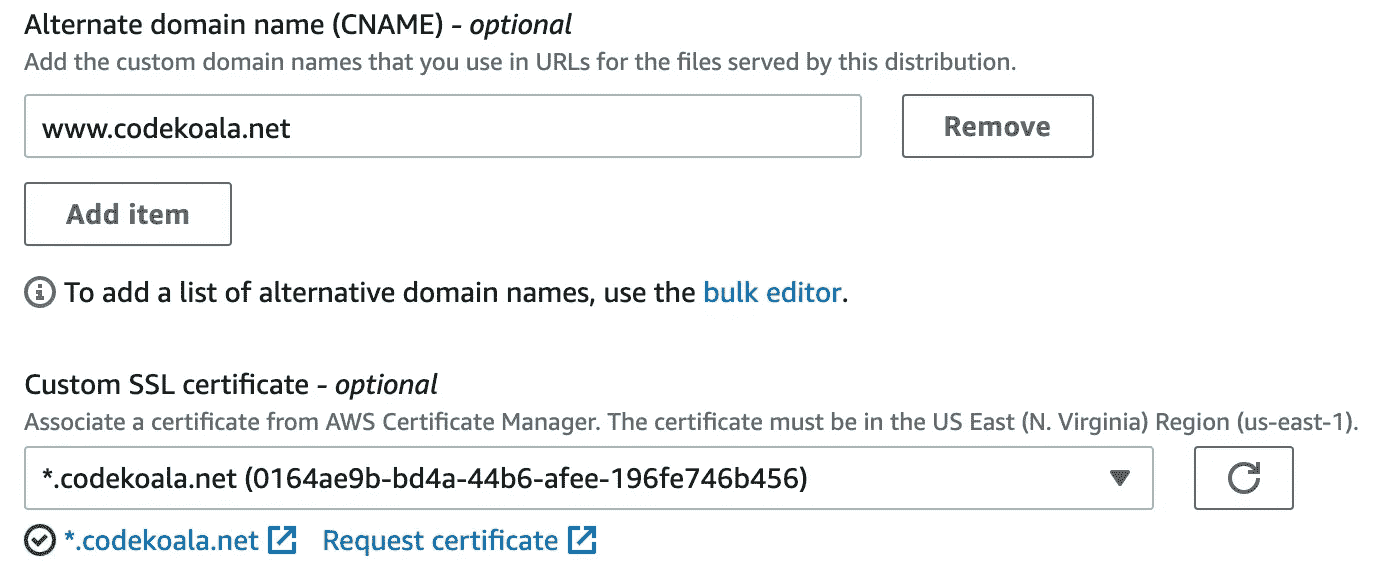 Alternate domain name (CNAME) - optional
Add the custom domain names that you use in URLs for the files served by this distribution.
www.codekoala.net
Remove
Add item
To add a list of alternative domain names, use the bulk editor.
Custom SSL certificate - optional
Associate a certificate from AWS Certificate Manager. The certificate must be in the US East (N. Virginia) Region (us-east-1).
*.codekoala.net (0164ae9b-bd4a-44b6-afee-196fe746b456)
*.codekoala.net Request certificate